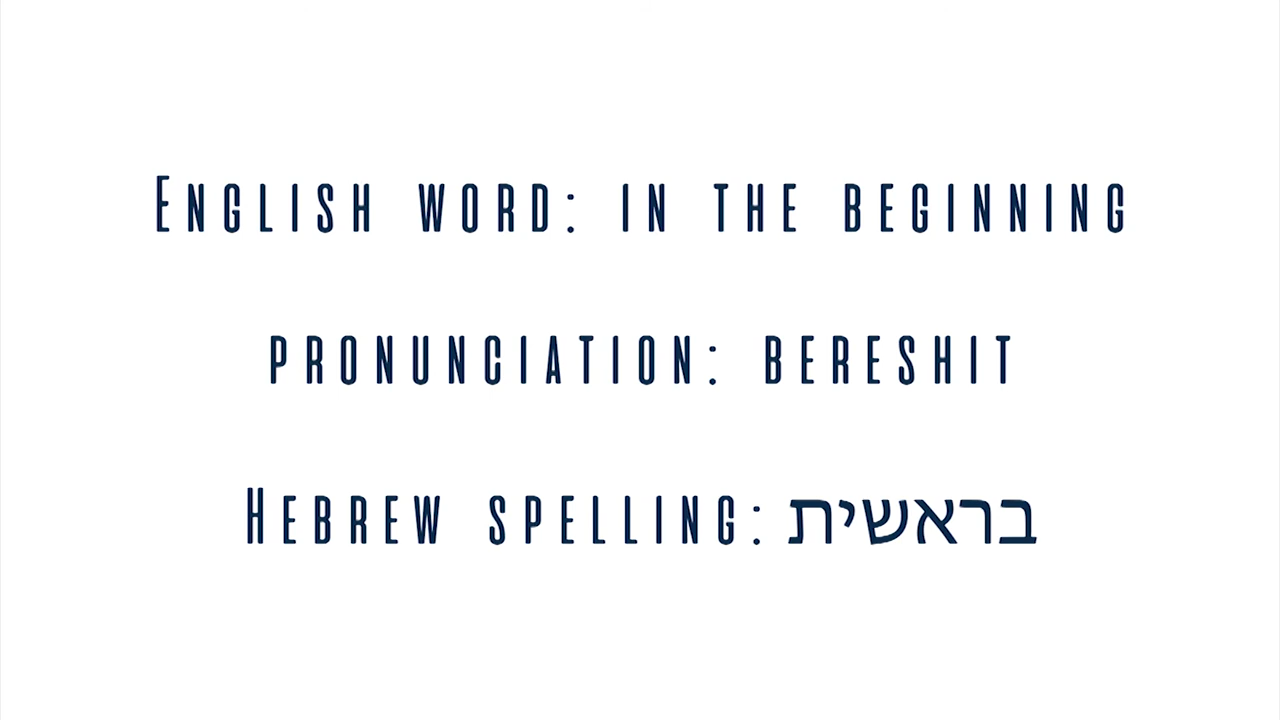 English word: in the beginning
pronunciation: bereshit
Hebrew spelling: בראשית